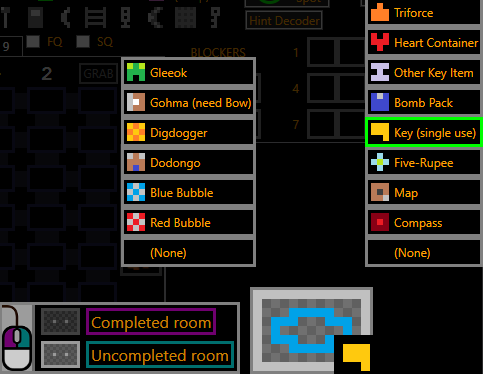 Triforce
Hint Decoder
9
FQ
SQ
Heart Container
BLOCKERS
1
2
GRAB
Gleeok
Other Key Item
Gohma (need Bow)
Bomb Pack
Digdogger
Key (single use)
7
Dodongo
Five-Rupee
Blue Bubble
Map
Red Bubble
Compass
(None)
(None)
Completed room
Uncompleted room